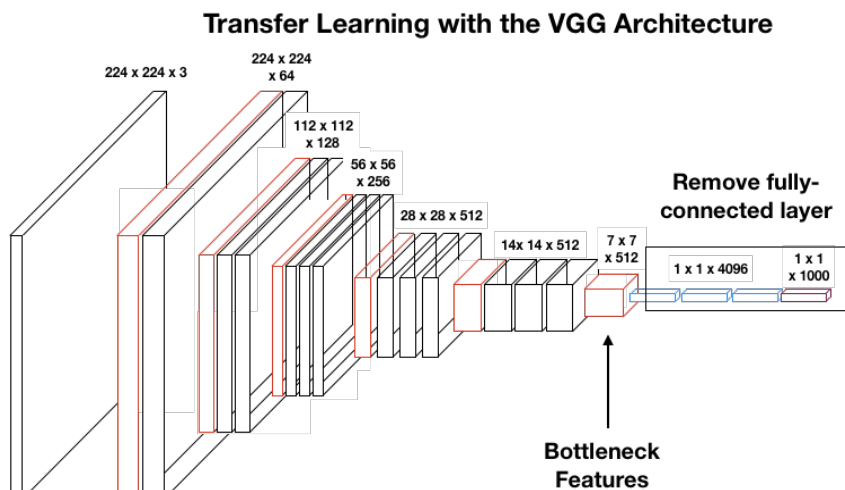 Transfer Learning with the VGG Architecture
224 x 224 x 3
224 x 224
x 64
112 x 112
x 128
56 x 56
x 256
28 x 28 x 512
14x 14 x 512
7 x 7
x 512
Remove fully-
connected layer
1 x 1 x 4096
1 x 1
x 1000
Bottleneck
Features